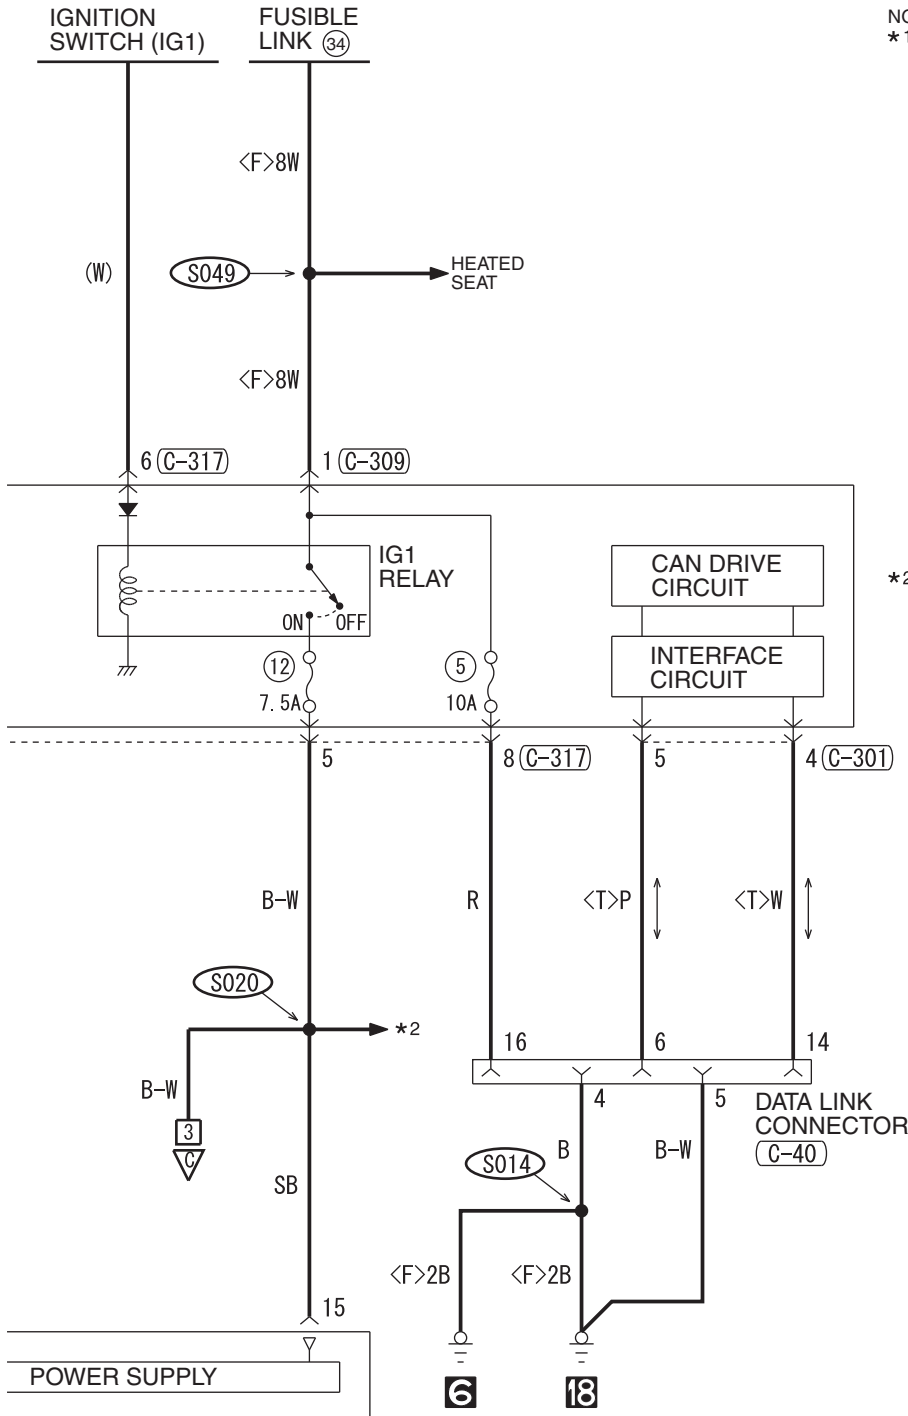 IGNITION
SWITCH (IG1)
FUSIBLE
LINK 34
*1
<F>8W
(W)
S049
HEATED
SEAT
<F>8W
6 C-317
1 C-309
IG1
RELAY
ON OFF
CAN DRIVE
CIRCUIT
*2
INTERFACE
CIRCUIT
12
7.5A
5
10A
5
8 C-317
5
4 C-301
B-W
R
<T>P
<T>W
S020
*2
16
6
14
B-W
3
C
4
5
DATA LINK
CONNECTOR
C-40
SB
S014
B
B-W
<F>2B
<F>2B
15
POWER SUPPLY
6
18